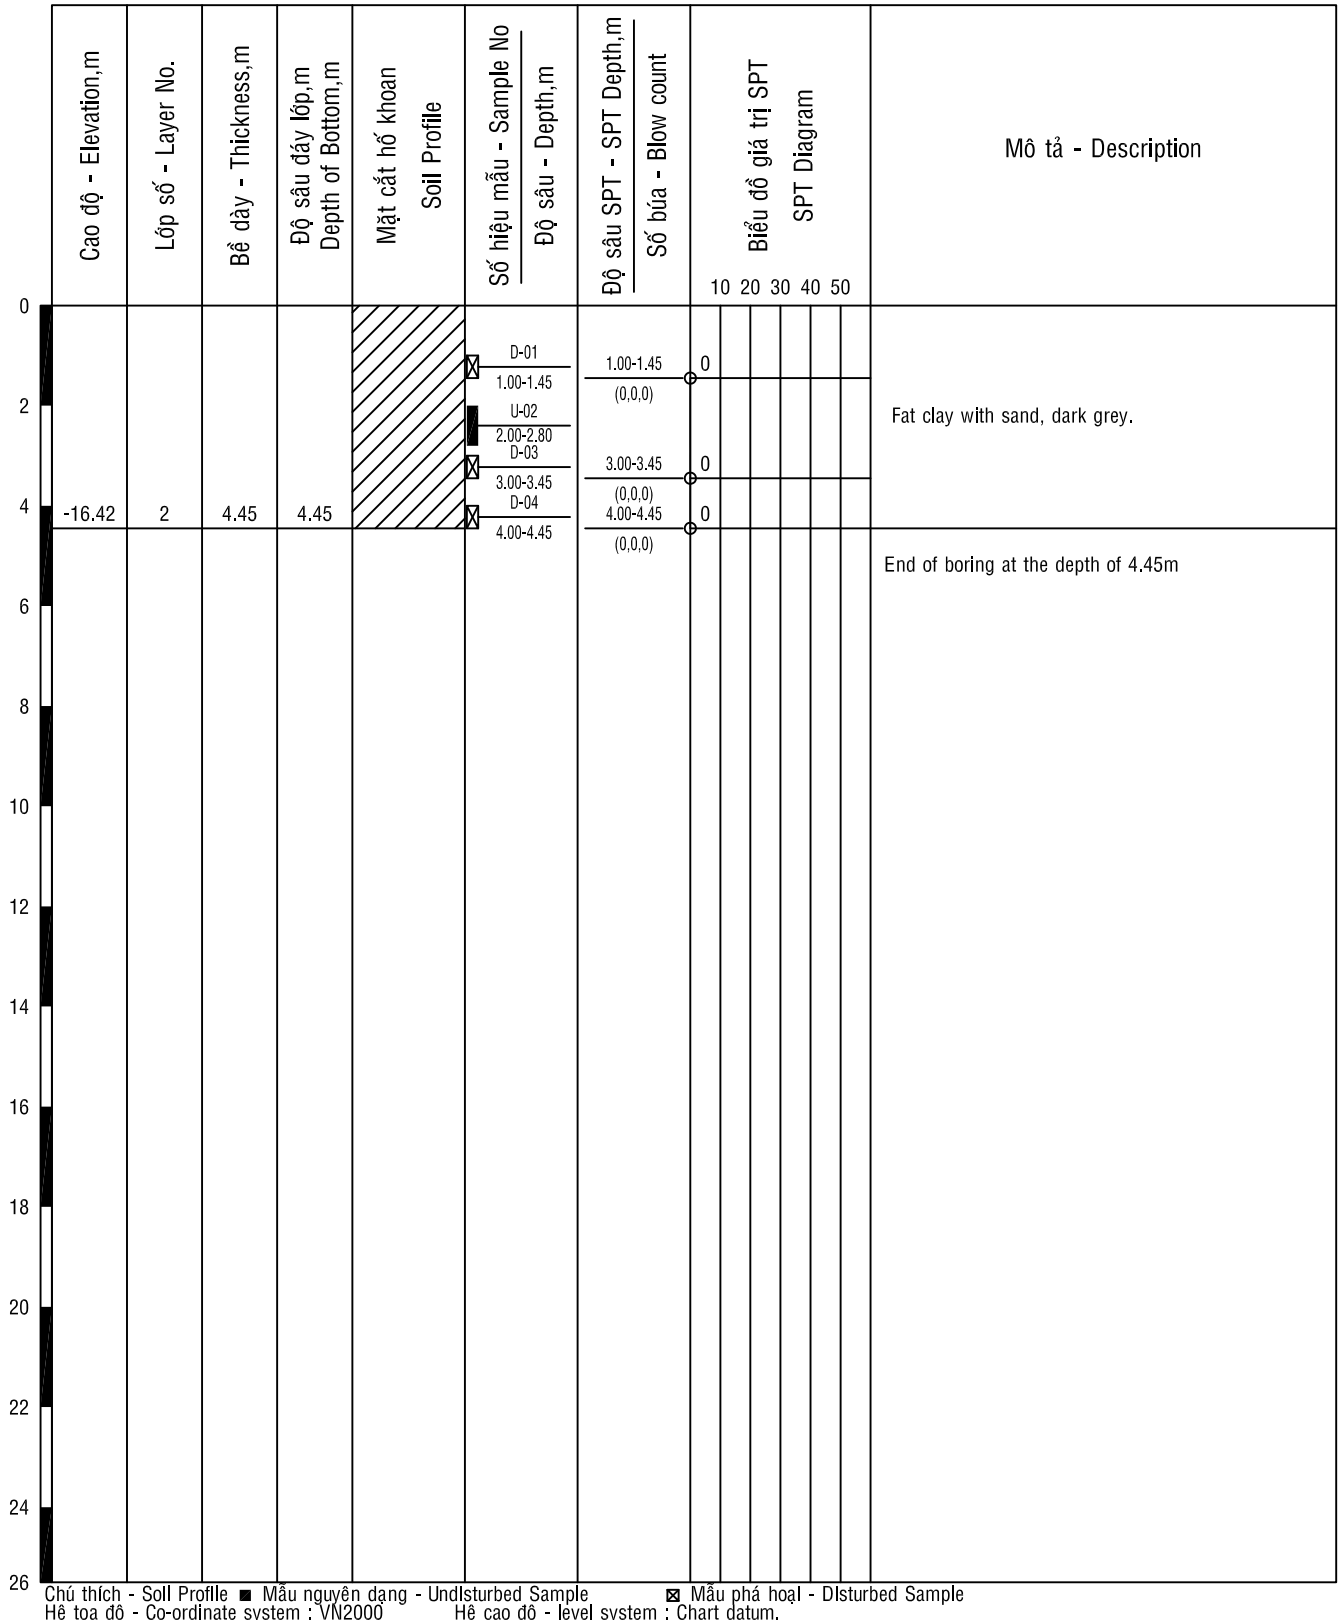 Cao độ - Elevation,m
Lớp số - Layer No.
Bề dày - Thickness,m
Độ sâu đáy lớp,m
Depth of Bottom,m
Mặt cắt hố khoan
Soil Profile
Số hiệu mẫu - Sample No
Độ sâu - Depth,m
Độ sâu SPT - SPT Depth,m
Số búa - Blow count
Biểu đồ giá trị SPT
SPT Diagram
10 20 30 40 50
Mô tả - Description
0
D-01
1.00-1.45
1.00-1.45
(0,0,0)
0
2
U-02
2.00-2.80
Fat clay with sand, dark grey.
D-03
3.00-3.45
3.00-3.45
(0,0,0)
0
4
-16.42 2 4.45 4.45
D-04
4.00-4.45
4.00-4.45
(0,0,0)
0
End of boring at the depth of 4.45m
6
8
10
12
14
16
18
20
22
24
26
Chú thích - Soil Profile Mẫu nguyên dạng - Undisturbed Sample Mẫu phá hoại - Disturbed Sample
Hê toa đô - Co-ordinate system : VN2000 Hê cao đô - level system : Chart datum.